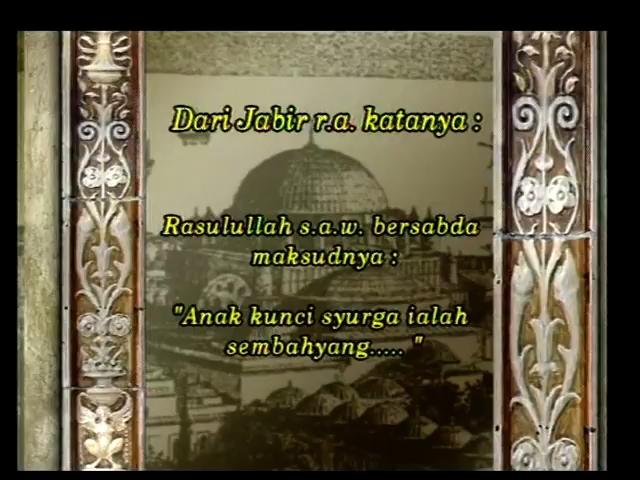 Dari Jabir r.a. katanya :
Rasulullah s.a.w. bersabda
maksudnya :
"Anak kunci syurga ialah
sembahyang..... "